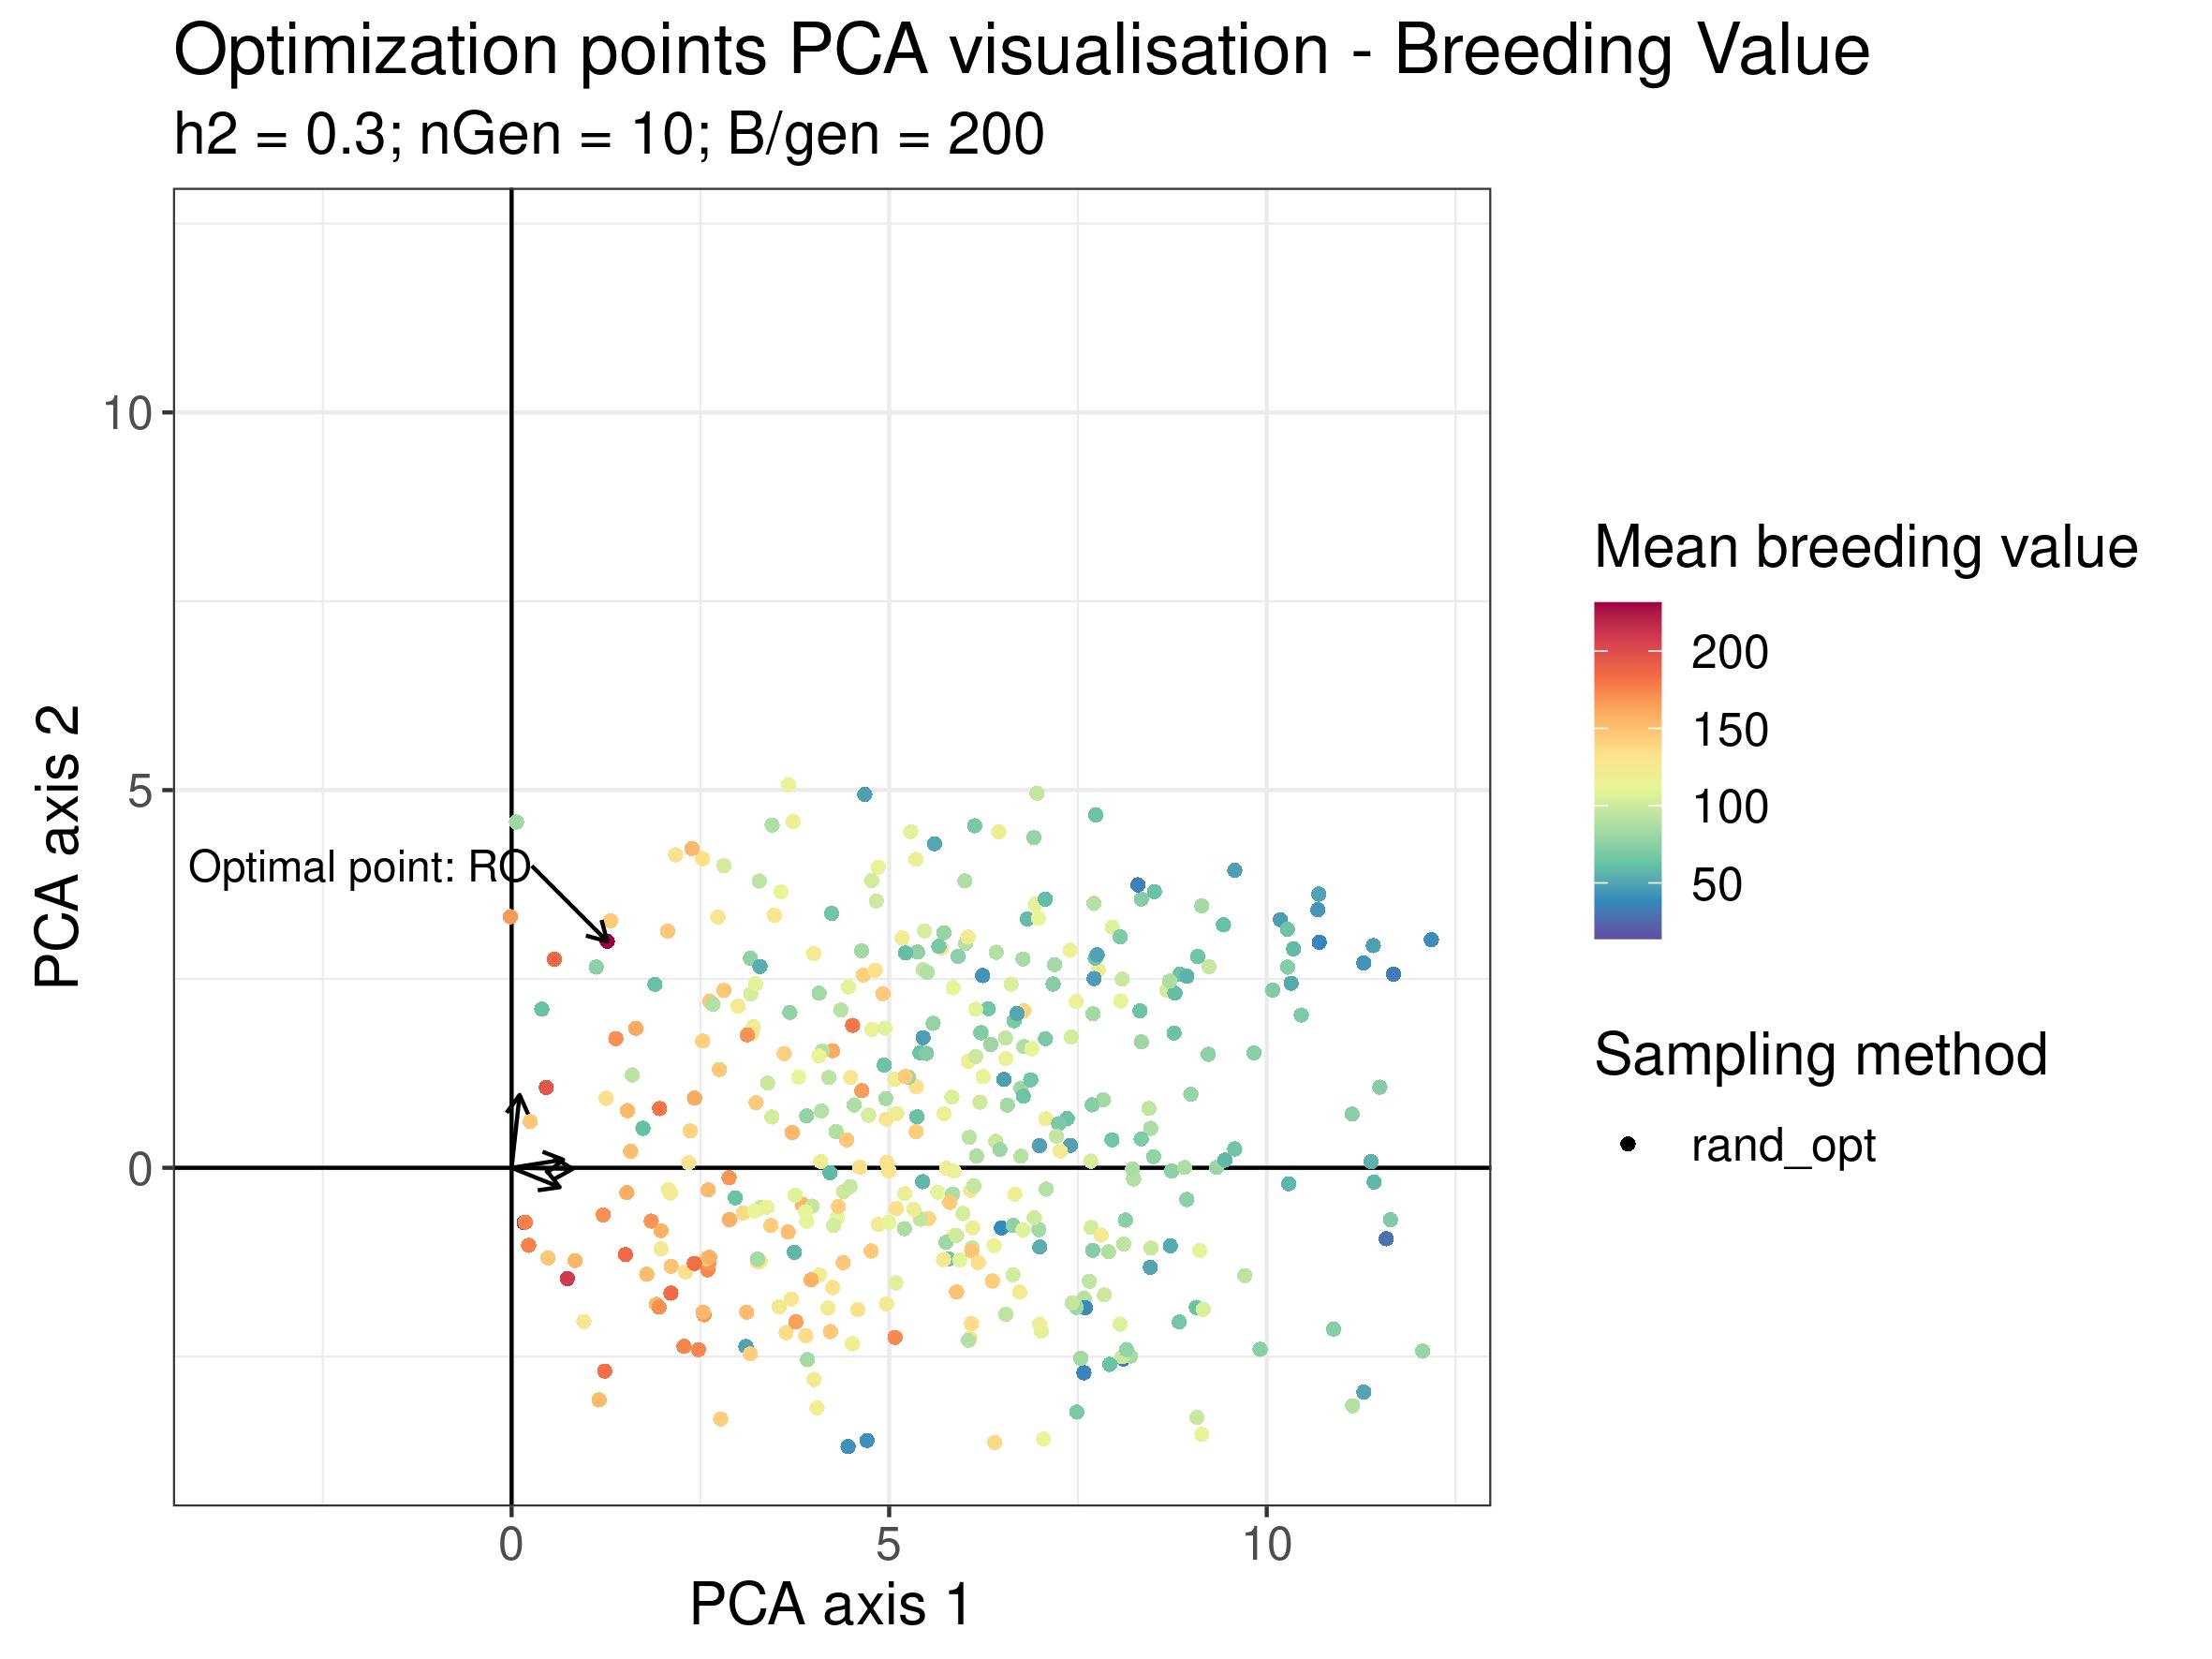 Optimization points PCA visualisation - Breeding Value
h2 = 0.3; nGen = 10; B/gen = 200
PCA axis 2
10
5
0
Optimal point: RO
0
5
10
PCA axis 1
Mean breeding value
200
150
100
50
Sampling method
rand_opt